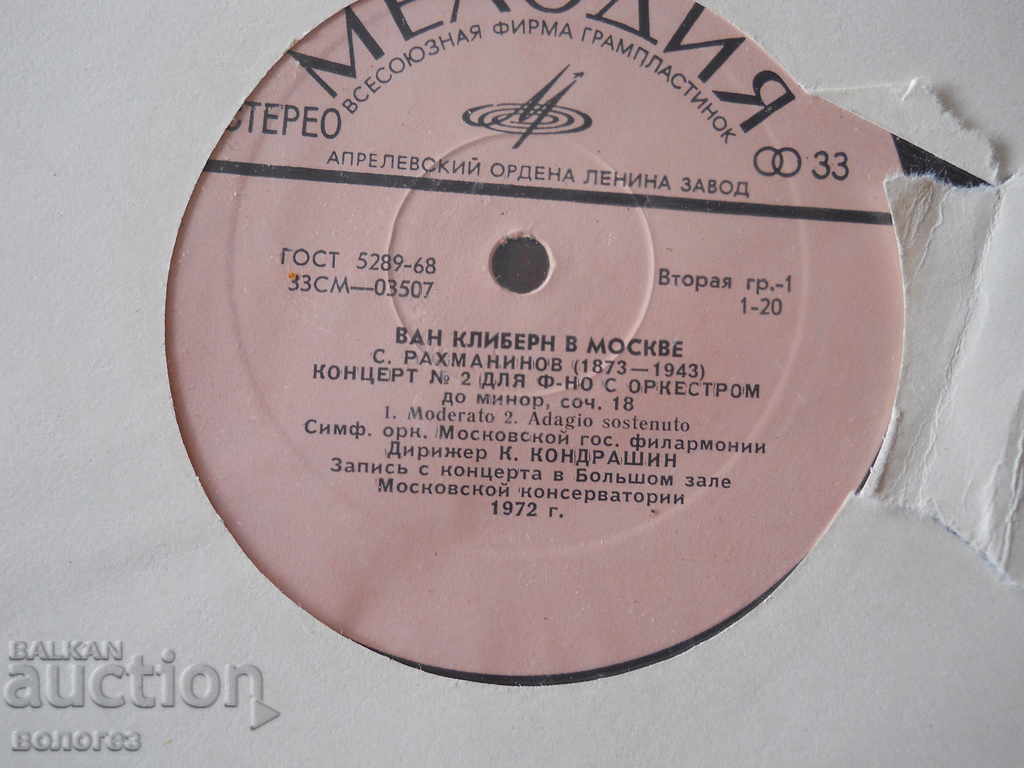 МЕЛОДИЯ
ВСЕСОЮЗНАЯ ФИРМА ГРАМПЛАСТИНОК
СТЕРЕО
33
АПРЕЛЕВСКИЙ ОРДЕНА ЛЕНИНА ЗАВОД
ГОСТ 5289-68
33СМ—03507
Вторая гр.-1
1-20
ВАН КЛИБЕРН В МОСКВЕ
С. РАХМАНИНОВ (1873—1943)
КОНЦЕРТ № 2 ДЛЯ Ф-НО С ОРКЕСТРОМ
до минор, соч. 18
1. Moderato 2. Adagio sostenuto
Симф. орк. Московской гос. филармонии
Дирижер К. КОНДРАШИН
Запись с концерта в Большом зале
Московской консерватории
1972 г.
BALKAN
auction
волого3